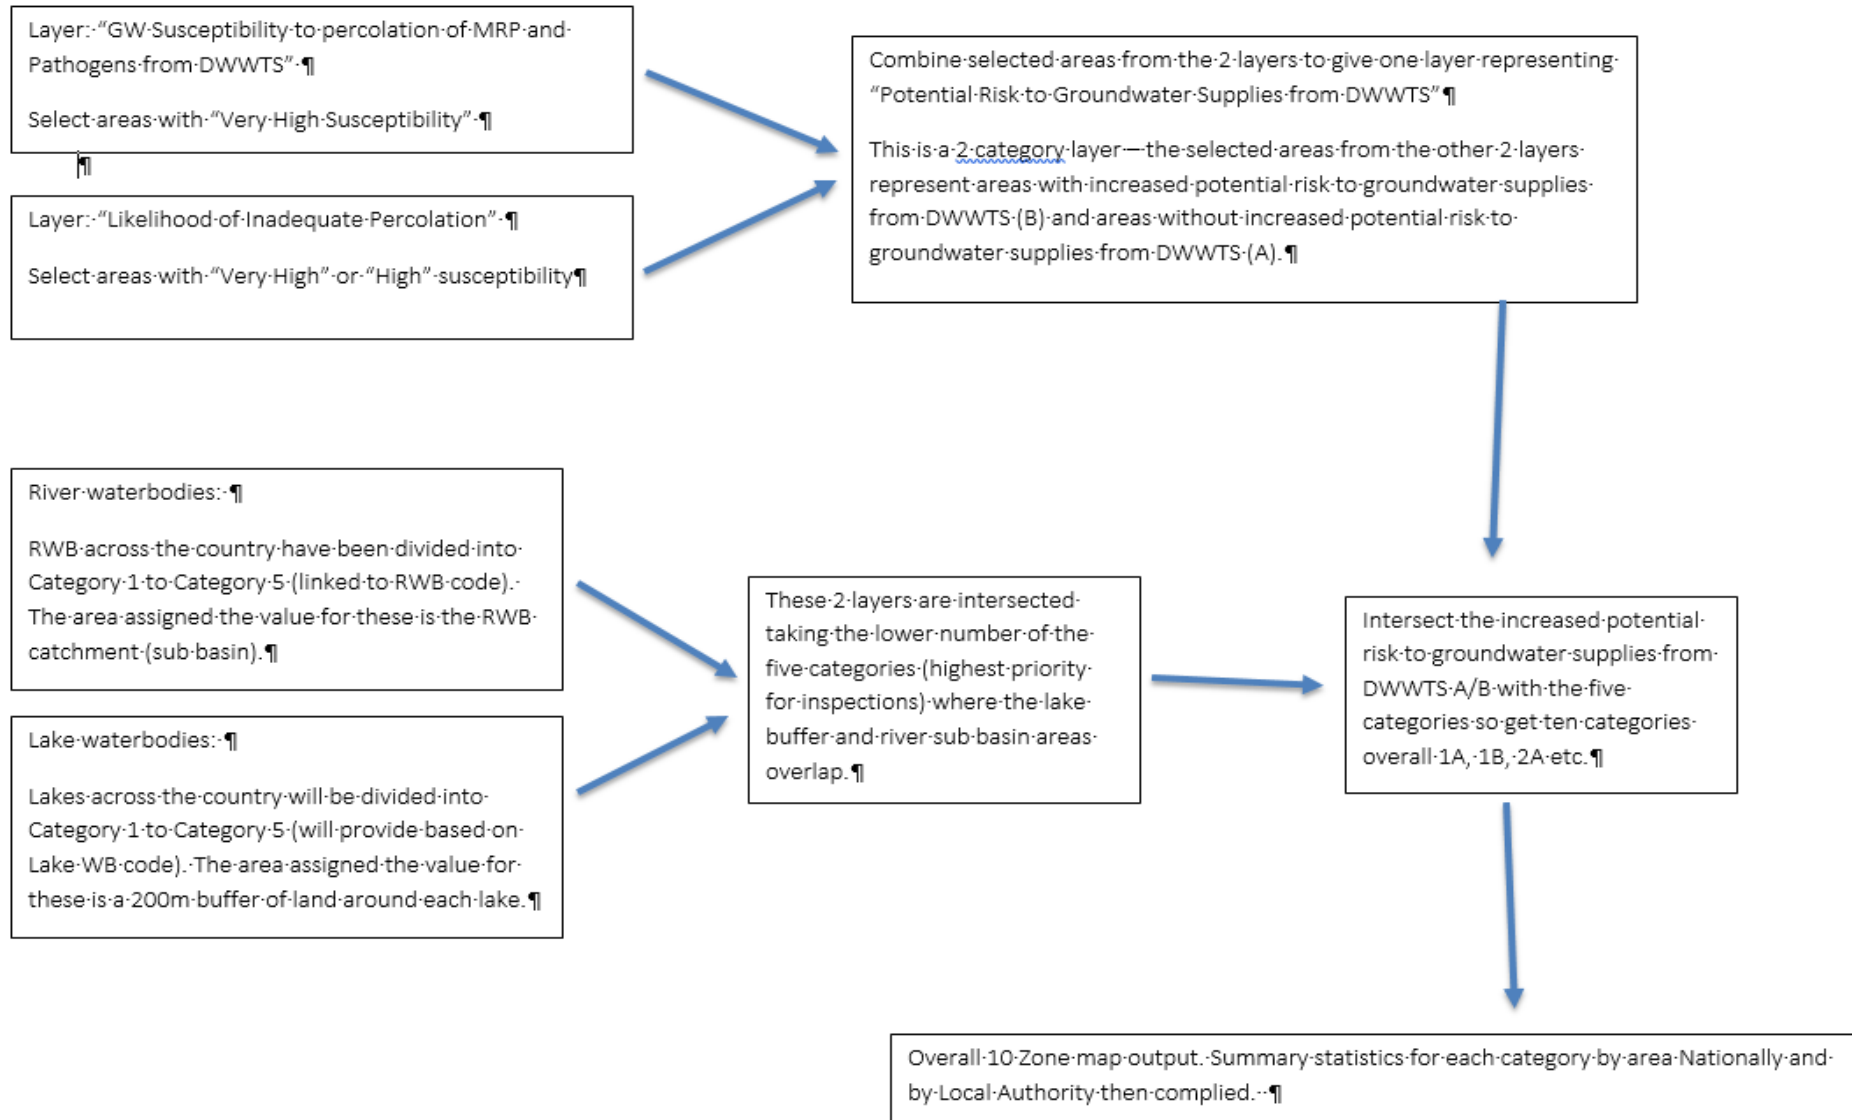 Layer: “GW Susceptibility to percolation of MRP and
Pathogens from DWWTS” ¶
Select areas with “Very High Susceptibility” ¶
¶
Layer: “Likelihood of Inadequate Percolation” ¶
Select areas with “Very High” or “High” susceptibility¶
Combine selected areas from the 2 layers to give one layer representing
“Potential Risk to Groundwater Supplies from DWWTS”¶
This is a 2 category layer – the selected areas from the other 2 layers
represent areas with increased potential risk to groundwater supplies
from DWWTS (B) and areas without increased potential risk to
groundwater supplies from DWWTS (A).¶
River waterbodies: ¶
RWB across the country have been divided into
Category 1 to Category 5 (linked to RWB code).
The area assigned the value for these is the RWB
catchment (sub basin).¶
Lake waterbodies: ¶
Lakes across the country will be divided into
Category 1 to Category 5 (will provide based on
Lake WB code). The area assigned the value for
these is a 200m buffer of land around each lake.¶
These 2 layers are intersected
taking the lower number of the
five categories (highest priority
for inspections) where the lake
buffer and river sub basin areas
overlap.¶
Intersect the increased potential
risk to groundwater supplies from
DWWTS A/B with the five
categories so get ten categories
overall 1A, 1B, 2A etc.¶
Overall 10 Zone map output. Summary statistics for each category by area Nationally and
by Local Authority then complied. ¶